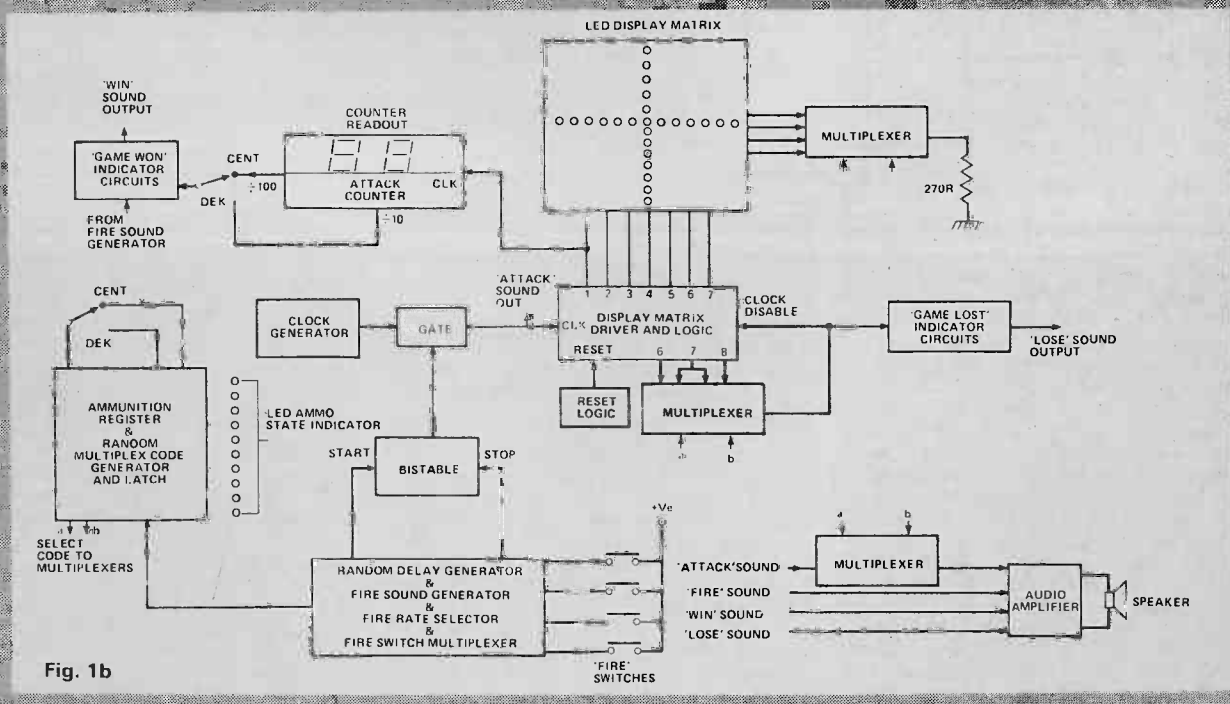 LED DISPLAY MATRIX
'WIN'
SOUND
OUTPUT
COUNTER
READOUT
'GAME WON'
INDICATOR
CIRCUITS
CENT
÷100
DEK
ATTACK
COUNTER
CLK
÷10
FROM
FIRE SOUND
GENERATOR
MULTIPLEXER
270R
CENT
DEK
CLOCK
GENERATOR
GATE
'ATTACK'
SOUND
OUT
1 2 3 4 5 6 7
CLK
DISPLAY MATRIX
DRIVER AND LOGIC
RESET
6 7 8
CLOCK
DISABLE
'GAME LOST'
INDICATOR
CIRCUITS
'LOSE' SOUND
OUTPUT
RESET
LOGIC
MULTIPLEXER
b
AMMUNITION
REGISTER
&
RANDOM
MULTIPLEX CODE
GENERATOR
AND LATCH
LED AMMO
STATE INDICATOR
START
BISTABLE
STOP
a b
SELECT
CODE TO
MULTIPLEXERS
RANDOM DELAY GENERATOR
&
FIRE SOUND GENERATOR
&
FIRE RATE SELECTOR
&
FIRE SWITCH MULTIPLEXER
+Ve
'FIRE'
SWITCHES
a b
MULTIPLEXER
'ATTACK' SOUND
'FIRE' SOUND
'WIN' SOUND
'LOSE' SOUND
AUDIO
AMPLIFIER
SPEAKER
Fig. 1b